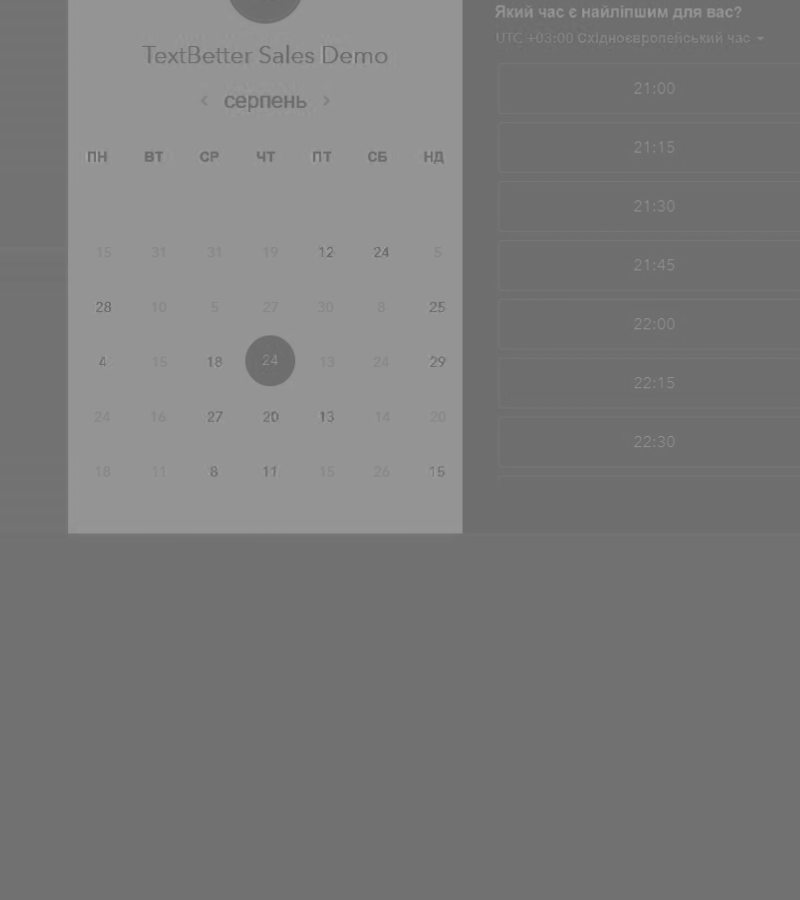 TextBetter Sales Demo
< серпень >
ПН ВТ СР ЧТ ПТ СБ НД
15 31 31 19 12 24 5
28 10 5 27 30 8 25
4 15 18 24 13 24 29
24 16 27 20 13 14 20
18 11 8 11 15 26 15
Який час є найліпшим для вас?
UTC +03:00 Східноєвропейський час
21:00
21:15
21:30
21:45
22:00
22:15
22:30